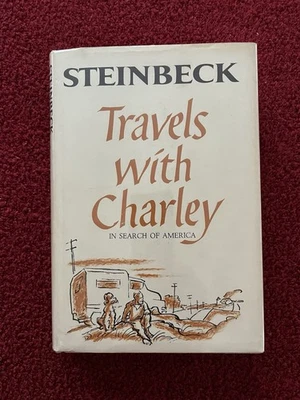 STEINBECK
Travels
with
Charley
IN SEARCH OF AMERICA